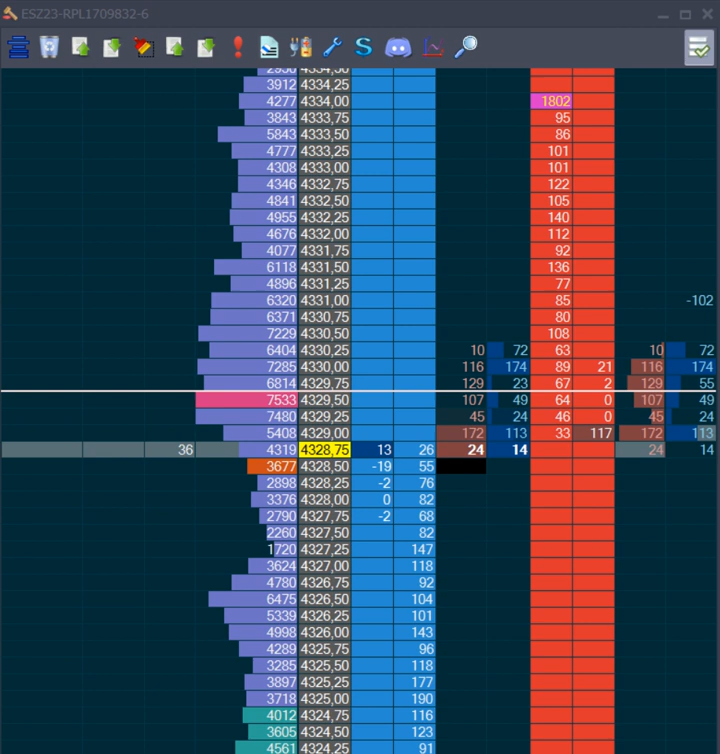 ESZ23-RPL1709832-6
S
2950 4334,50
3912 4334,25
4277 4334,00 1802
3843 4333,75 95
5843 4333,50 86
4777 4333,25 101
4308 4333,00 101
4346 4332,75 122
4841 4332,50 105
4955 4332,25 140
4676 4332,00 112
4077 4331,75 92
6118 4331,50 136
4896 4331,25 77
6320 4331,00 85 -102
6371 4330,75 80
7229 4330,50 108
6404 4330,25 10 72 63 10 72
7285 4330,00 116 174 89 21 116 174
6814 4329,75 129 23 67 2 129 55
7533 4329,50 107 49 64 0 107 49
7480 4329,25 45 24 46 0 45 24
5408 4329,00 172 113 33 117 172 113
36 4319 4328,75 13 26 24 14 24 14
3677 4328,50 -19 55
2898 4328,25 -2 76
3376 4328,00 0 82
2790 4327,75 -2 68
2260 4327,50 82
1720 4327,25 147
3624 4327,00 118
4780 4326,75 92
6475 4326,50 104
5339 4326,25 101
4998 4326,00 143
4289 4325,75 96
3285 4325,50 118
3897 4325,25 177
3718 4325,00 190
4012 4324,75 116
3605 4324,50 123
4561 4324,25 91